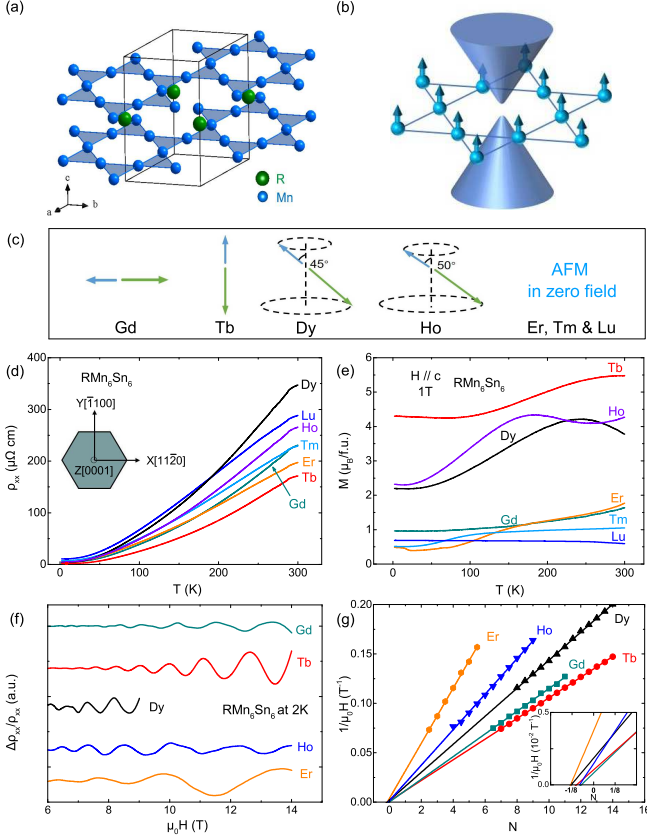 (a)
c
a
b
R
Mn
(b)
(c)
45°
50°
AFM
in zero field
Gd
Tb
Dy
Ho
Er, Tm & Lu
(d)
400
350
300
250
200
150
100
50
0
ρxx (μΩ cm)
RMn6Sn6
Y[1̄100]
Z[0001]
X[112̄0]
Dy
Lu
Ho
Tm
Er
Tb
Gd
0
100
200
300
T (K)
(e)
6
5
4
3
2
1
0
M (μB/f.u.)
H // c
1T
RMn6Sn6
Tb
Ho
Dy
Er
Gd
Tm
Lu
0
100
200
300
T (K)
(f)
Δρxx/ρxx (a.u.)
Gd
Tb
Dy
RMn6Sn6 at 2K
Ho
Er
6
8
10
12
14
μ0H (T)
(g)
0.20
0.15
0.10
0.05
0.00
1/μ0H (T-1)
Er
Ho
Dy
Gd
Tb
0.5
0.0
1/μ0H (10-2 T-1)
-1/8
0
1/8
N
0
2
4
6
8
10
12
14
16
N